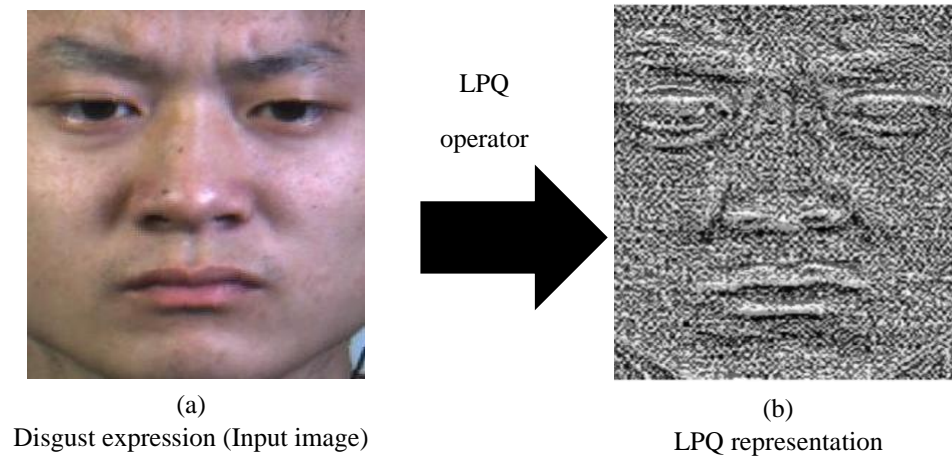 LPQ
operator
(a)
Disgust expression (Input image)
(b)
LPQ representation